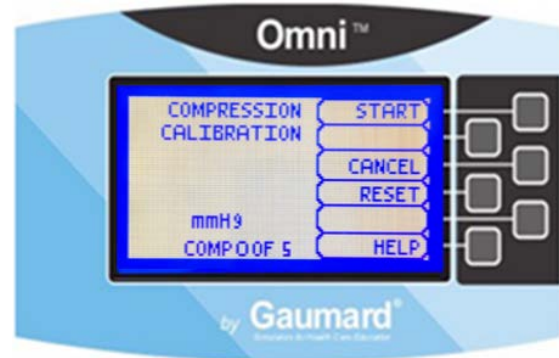 Omni™
COMPRESSION
CALIBRATION
START
CANCEL
RESET
mmHg
COMP 0 OF 5
HELP
by Gaumard®
Simulators for Health Care Education